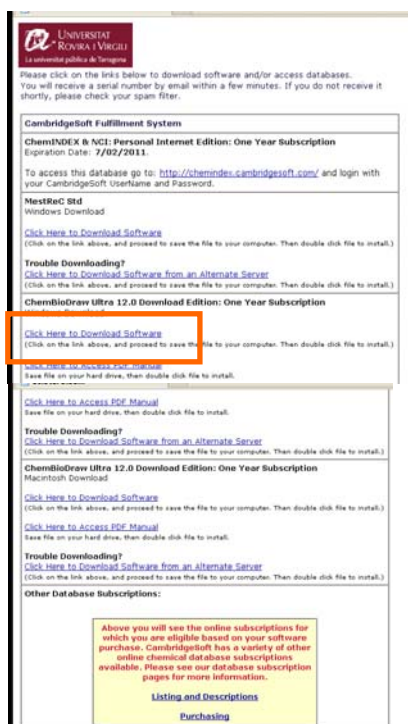 UNIVERSITAT
ROVIRA I VIRGILI
La universitat pública de Tarragona
Please click on the links below to download software and/or access databases.
You will receive a serial number by email within a few minutes. If you do not receive it
shortly, please check your spam filter.
CambridgeSoft Fulfillment System
ChemINDEX & NCI: Personal Internet Edition: One Year Subscription
Expiration Date: 7/02/2011.
To access this database go to: http://chemindex.cambridgesoft.com/ and login with
your CambridgeSoft UserName and Password.
MestReC Std
Windows Download
Click Here to Download Software
(Click on the link above, and proceed to save the file to your computer. Then double click file to install.)
Trouble Downloading?
Click Here to Download Software from an Alternate Server
(Click on the link above, and proceed to save the file to your computer. Then double click file to install.)
ChemBioDraw Ultra 12.0 Download Edition: One Year Subscription
Windows Download
Click Here to Download Software
(Click on the link above, and proceed to save the file to your computer. Then double click file to install.)
Click Here to Access PDF Manual
Save file on your hard drive, then double click file to install.
Click Here to Access PDF Manual
Save file on your hard drive, then double click file to install.
Trouble Downloading?
Click Here to Download Software from an Alternate Server
(Click on the link above, and proceed to save the file to your computer. Then double click file to install.)
ChemBioDraw Ultra 12.0 Download Edition: One Year Subscription
Macintosh Download
Click Here to Download Software
(Click on the link above, and proceed to save the file to your computer. Then double click file to install.)
Click Here to Access PDF Manual
Save file on your hard drive, then double click file to install.
Trouble Downloading?
Click Here to Download Software from an Alternate Server
(Click on the link above, and proceed to save the file to your computer. Then double click file to install.)
Other Database Subscriptions:
Above you will see the online subscriptions for
which you are eligible based on your software
purchase. CambridgeSoft has a variety of other
online chemical database subscriptions
available. Please see our database subscription
pages for more information.
Listing and Descriptions
Purchasing